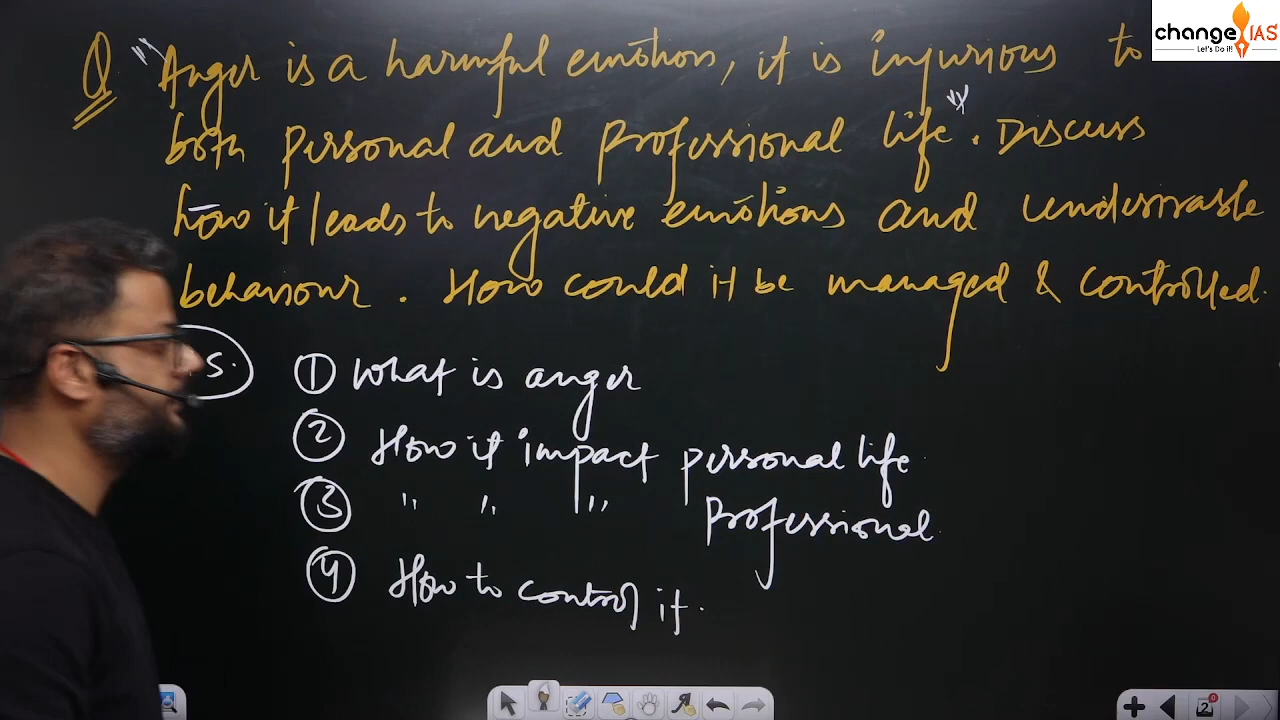 change IAS
Let's Do it!
Q "Anger is a harmful emotion, it is injurious to
both personal and professional life". Discuss
how it leads to negative emotions and undesirable
behaviour. How could it be managed & controlled.
S.
① What is anger
② How it impact personal life
③ " " " Professional
④ How to control it.
2